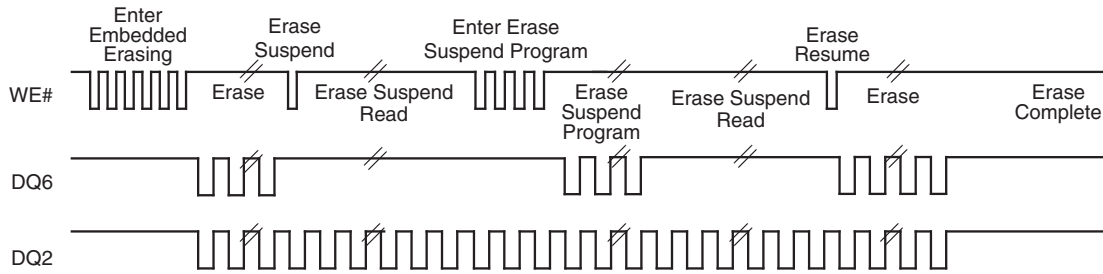 Enter
Embedded
Erasing
Erase
Suspend
Enter Erase
Suspend Program
Erase
Resume
WE#
Erase
Erase Suspend
Read
Erase
Suspend
Program
Erase Suspend
Read
Erase
Erase
Complete
DQ6
DQ2